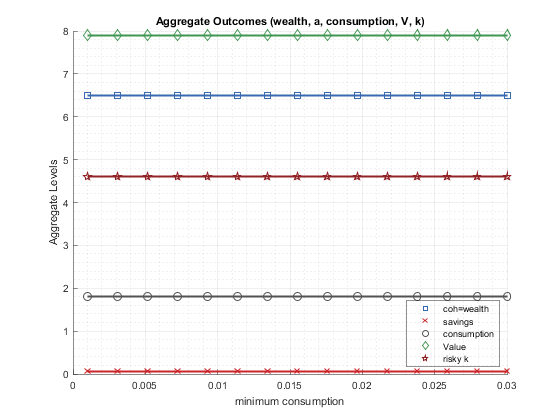 Aggregate Outcomes (wealth, a, consumption, V, k)
8
7
6
5
4
3
2
1
0
Aggregate Levels
0 0.005 0.01 0.015 0.02 0.025 0.03
minimum consumption
coh=wealth
savings
consumption
Value
risky k